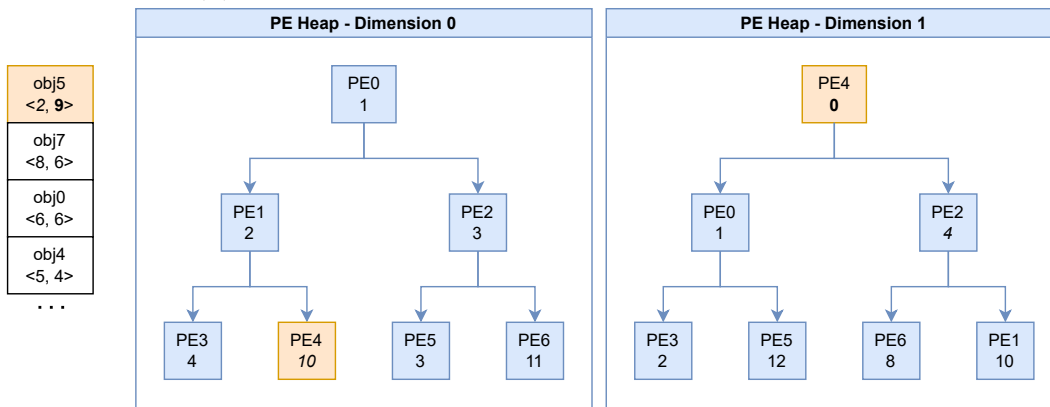 PE Heap - Dimension 0
PE Heap - Dimension 1
obj5
<2, 9>
obj7
<8, 6>
obj0
<6, 6>
obj4
<5, 4>
. . .
PE0
1
PE1
2
PE2
3
PE3
4
PE4
10
PE5
3
PE6
11
PE4
0
PE0
1
PE2
4
PE3
2
PE5
12
PE6
8
PE1
10